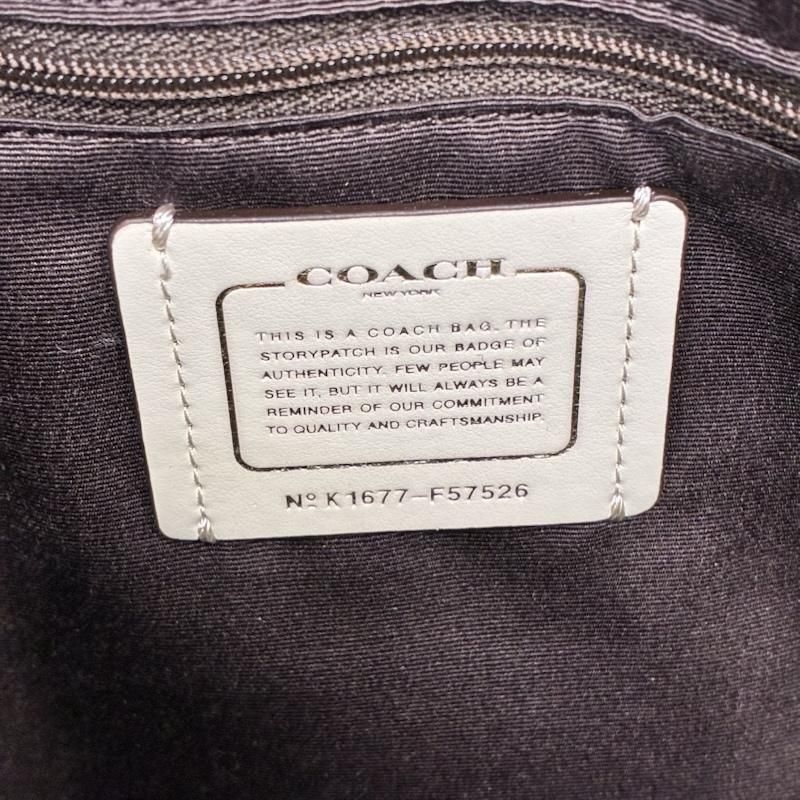 COACH
NEW YORK
THIS IS A COACH BAG. THE
STORYPATCH IS OUR BADGE OF
AUTHENTICITY. FEW PEOPLE MAY
SEE IT, BUT IT WILL ALWAYS BE A
REMINDER OF OUR COMMITMENT
TO QUALITY AND CRAFTSMANSHIP.
Nº K1677-F57526